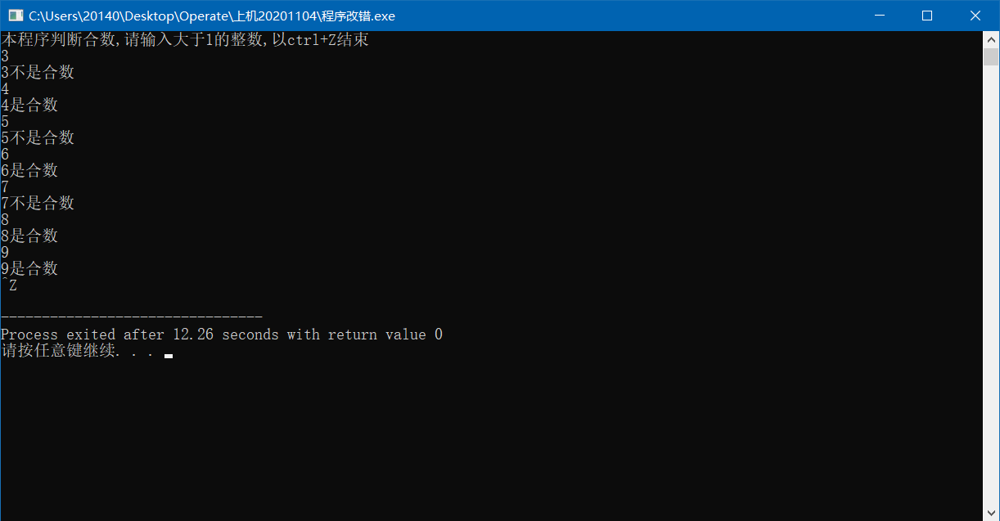 C:\Users\20140\Desktop\Operate\上机20201104\程序改错.exe
本程序判断合数,请输入大于1的整数,以ctrl+Z结束
3
3不是合数
4
4是合数
5
5不是合数
6
6是合数
7
7不是合数
8
8是合数
9
9是合数
^Z
--------------------------------
Process exited after 12.26 seconds with return value 0
请按任意键继续. . .